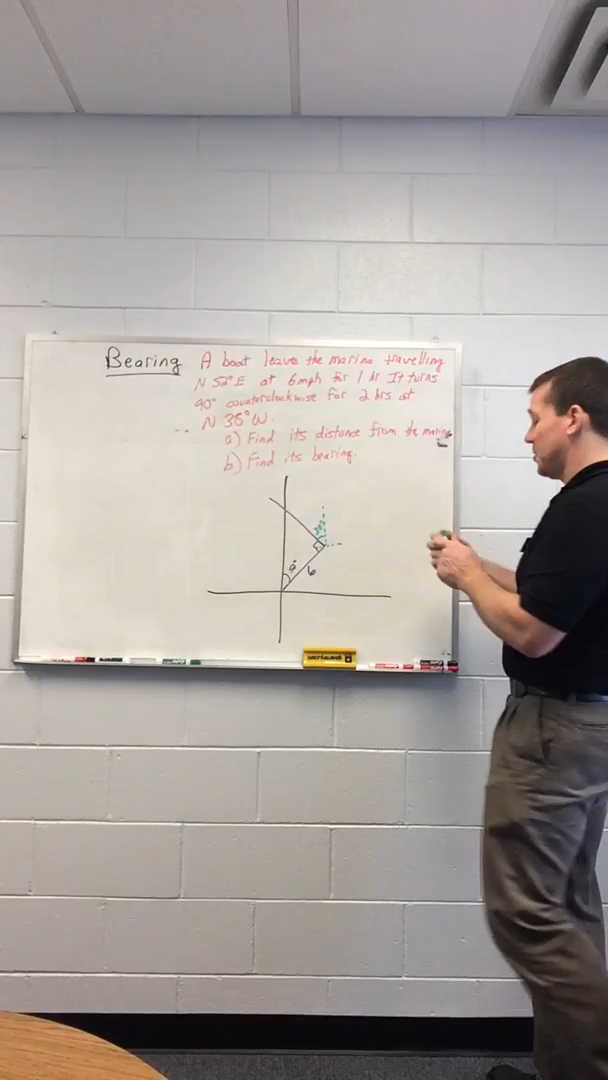 Bearing A boat leaves the marina travelling
N 52°E at 6mph for 1 hr It turns
90° counterclockwise for 2 hrs at
N 38°W.
a) Find its distance from the marina
b) Find its bearing.
6